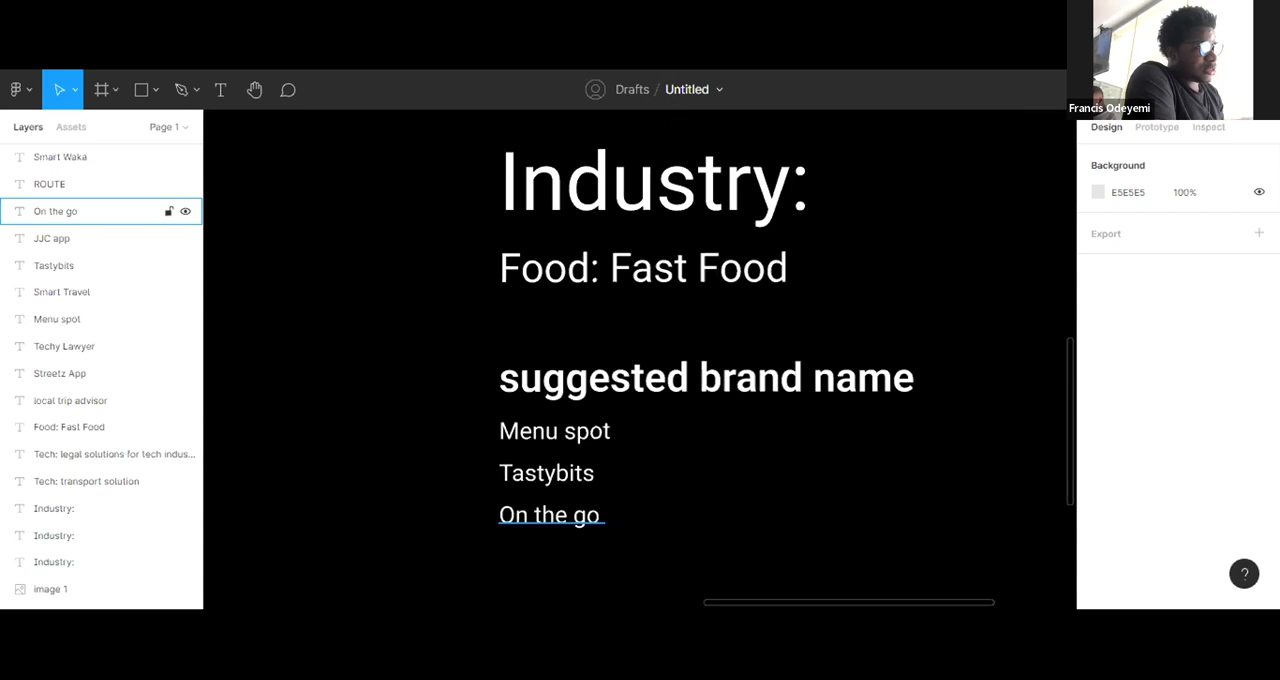 Drafts / Untitled
Francis Odeyemi
Layers Assets Page 1
Smart Waka
ROUTE
On the go
JJC app
Tastybits
Smart Travel
Menu spot
Techy Lawyer
Streetz App
local trip advisor
Food: Fast Food
Tech: legal solutions for tech indus...
Tech: transport solution
Industry:
Industry:
Industry:
image 1
Industry:
Food: Fast Food
suggested brand name
Menu spot
Tastybits
On the go
Design Prototype Inspect
Background
E5E5E5 100%
Export
?